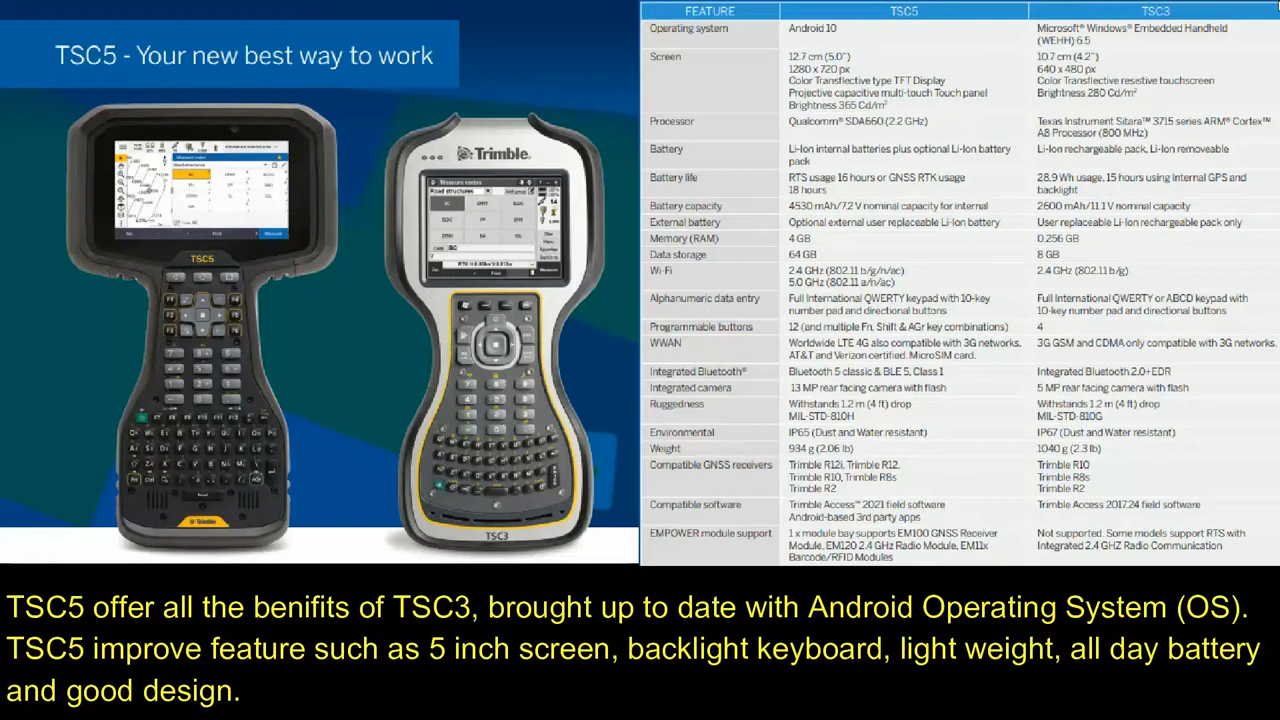 TSC5 - Your new best way to work
Trimble
TSC5
Measure codes
Road structures
TSC3
Trimble
FEATURE TSC5 TSC3
Operating system Android 10 Microsoft® Windows® Embedded Handheld
(WEHH) 6.5
Screen 12.7 cm (5.0") 10.7 cm (4.2")
1280 x 720 px 640 x 480 px
Color Transflective type TFT Display Color Transflective resistive touchscreen
Projective capacitive multi-touch Touch panel Brightness 280 Cd/m²
Brightness 365 Cd/m²
Processor Qualcomm® SDA660 (2.2 GHz) Texas Instrument Sitara™ 3715 series ARM® Cortex™
A8 Processor (800 MHz)
Battery Li-Ion internal batteries plus optional Li-Ion battery Li-Ion rechargeable pack, Li-Ion removeable
pack
Battery life RTS usage 16 hours or GNSS RTK usage 28.9 Wh usage, 15 hours using Internal GPS and
18 hours backlight
Battery capacity 4530 mAh/7.2 V nominal capacity for internal 2600 mAh/11.1 V nominal capacity
External battery Optional external user replaceable Li-Ion battery User replaceable Li-Ion rechargeable pack only
Memory (RAM) 4 GB 0.256 GB
Data storage 64 GB 8 GB
Wi-Fi 2.4 GHz (802.11 b/g/n/ac) 2.4 GHz (802.11 b/g)
5.0 GHz (802.11 a/n/ac)
Alphanumeric data entry Full International QWERTY keypad with 10-key Full International QWERTY or ABCD keypad with
number pad and directional buttons 10-key number pad and directional buttons
Programmable buttons 12 (and multiple Fn, Shift & AGr key combinations) 4
WWAN Worldwide LTE 4G also compatible with 3G networks. 3G GSM and CDMA only compatible with 3G networks.
AT&T and Verizon certified. MicroSIM card.
Integrated Bluetooth® Bluetooth 5 classic & BLE 5, Class 1 Integrated Bluetooth 2.0+EDR
Integrated camera 13 MP rear facing camera with flash 5 MP rear facing camera with flash
Ruggedness Withstands 1.2 m (4 ft) drop Withstands 1.2 m (4 ft) drop
MIL-STD-810H MIL-STD-810G
Environmental IP65 (Dust and Water resistant) IP67 (Dust and Water resistant)
Weight 934 g (2.06 lb) 1040 g (2.3 lb)
Compatible GNSS receivers Trimble R12i, Trimble R12, Trimble R10
Trimble R10, Trimble R8s Trimble R8s
Trimble R2 Trimble R2
Compatible software Trimble Access™ 2021 field software Trimble Access 2017.24 field software
Android-based 3rd party apps
EMPOWER module support 1 x module bay supports EM100 GNSS Receiver Not supported. Some models support RTS with
Module, EM120 2.4 GHz Radio Module, EM11x Integrated 2.4 GHZ Radio Communication
Barcode/RFID Modules
TSC5 offer all the benifits of TSC3, brought up to date with Android Operating System (OS).
TSC5 improve feature such as 5 inch screen, backlight keyboard, light weight, all day battery
and good design.